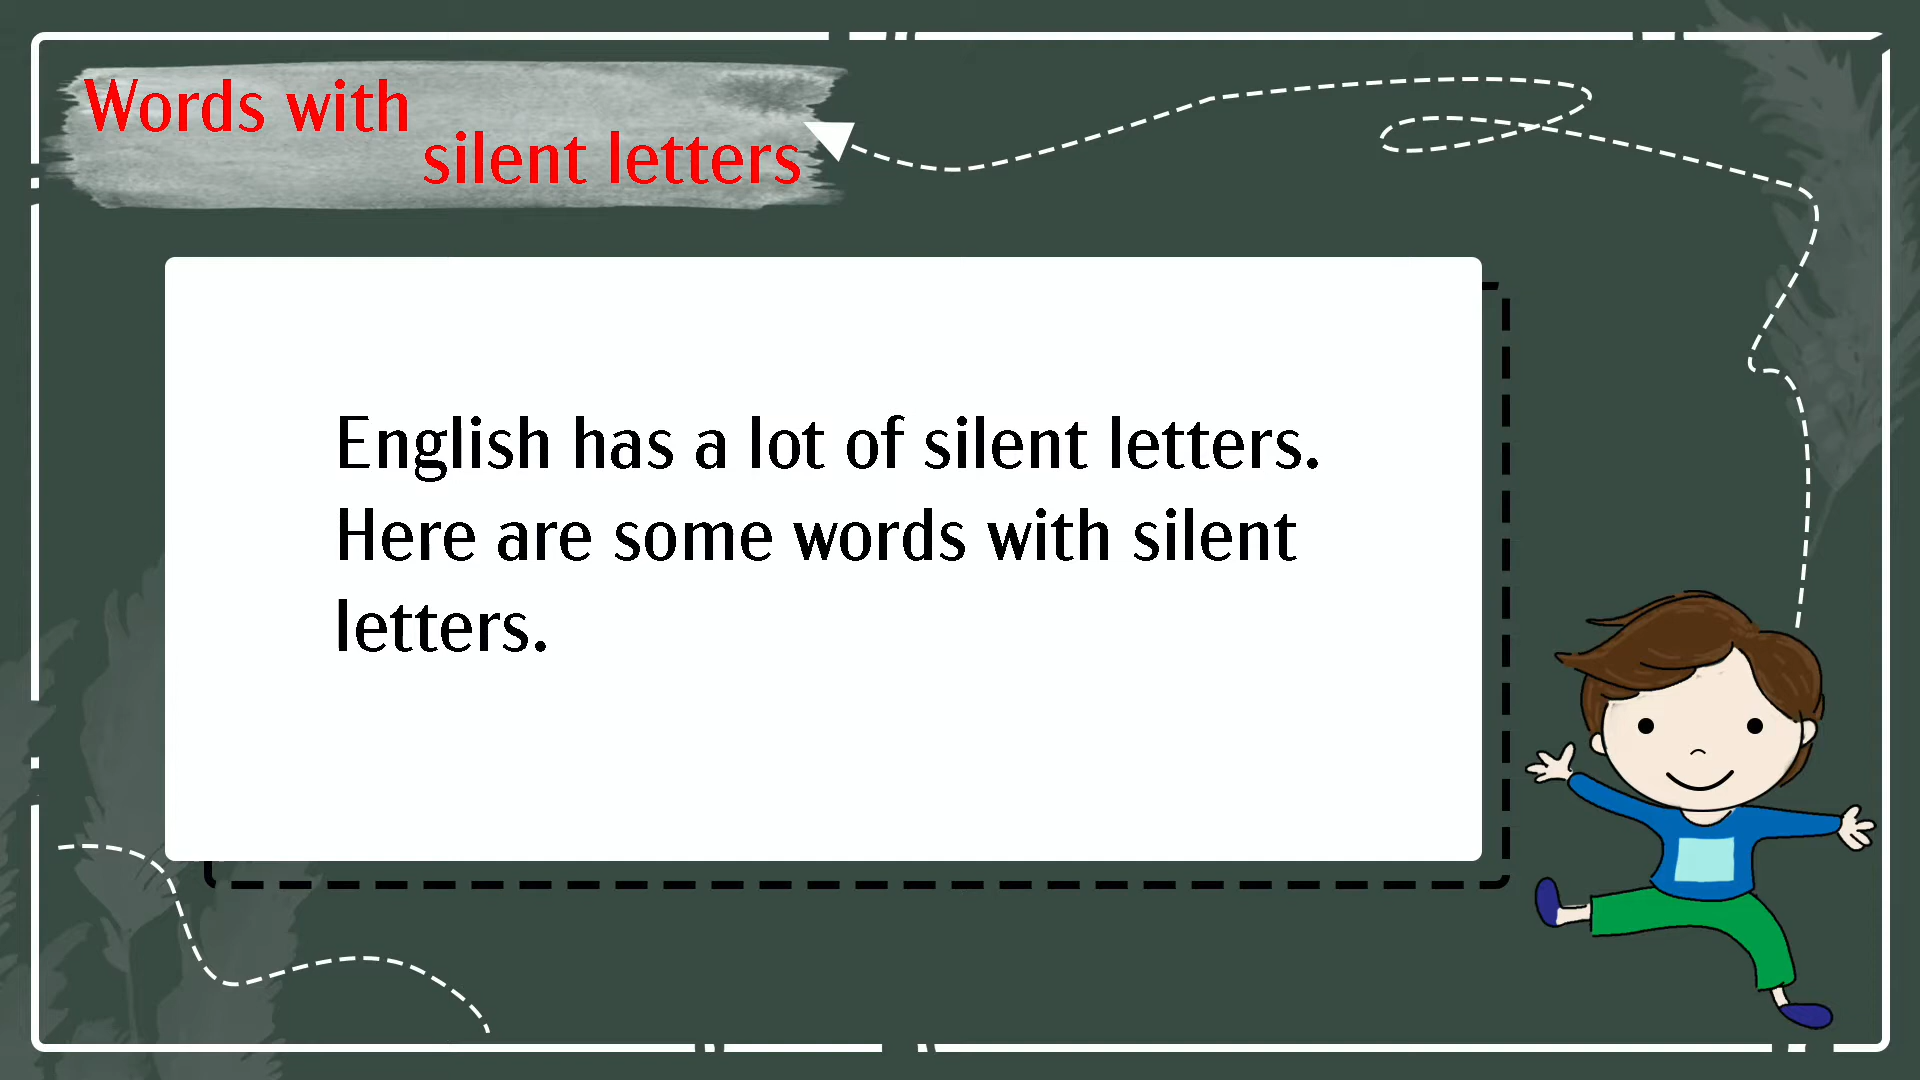 Words with
silent letters
English has a lot of silent letters.
Here are some words with silent
letters.